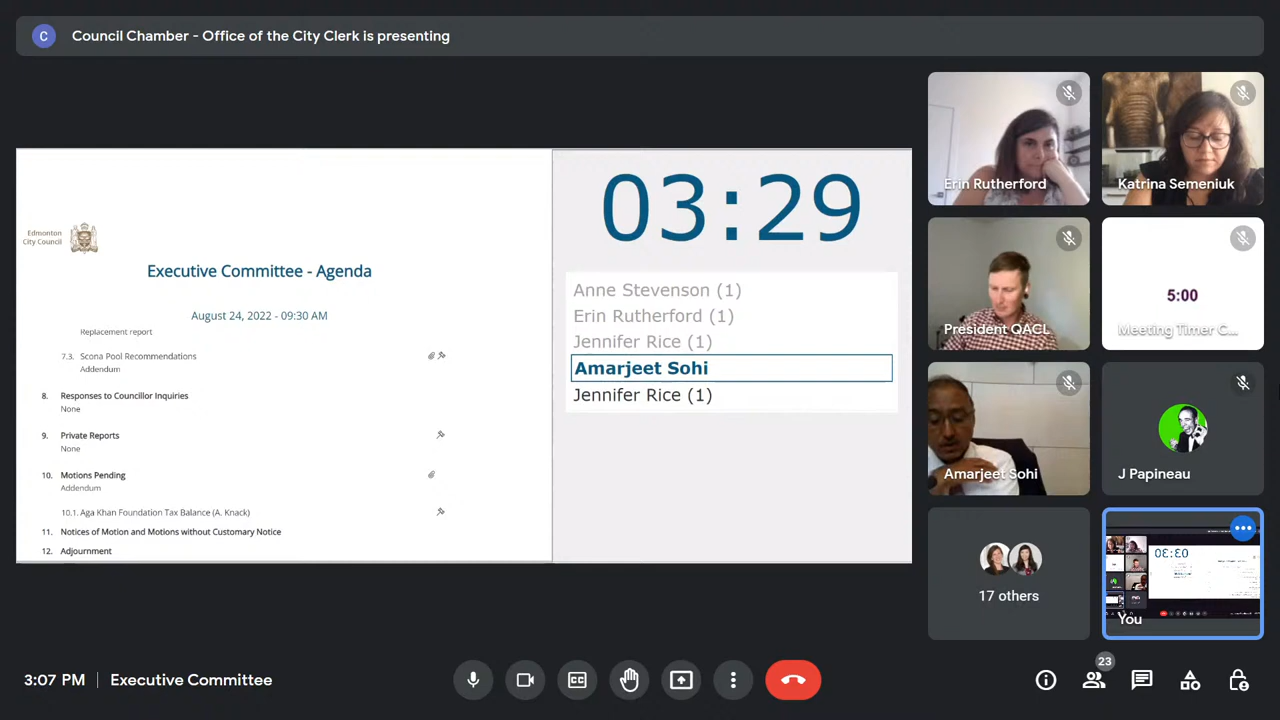 C
Council Chamber - Office of the City Clerk is presenting
Edmonton
City Council
Executive Committee - Agenda
August 24, 2022 - 09:30 AM
Replacement report
7.3. Scona Pool Recommendations
Addendum
8. Responses to Councillor Inquiries
None
9. Private Reports
None
10. Motions Pending
Addendum
10.1. Aga Khan Foundation Tax Balance (A. Knack)
11. Notices of Motion and Motions without Customary Notice
12. Adjournment
03:29
Anne Stevenson (1)
Erin Rutherford (1)
Jennifer Rice (1)
Amarjeet Sohi
Jennifer Rice (1)
Erin Rutherford
Katrina Semeniuk
President QACL
5:00
Meeting Timer C...
Amarjeet Sohi
J Papineau
17 others
You
3:07 PM | Executive Committee
23